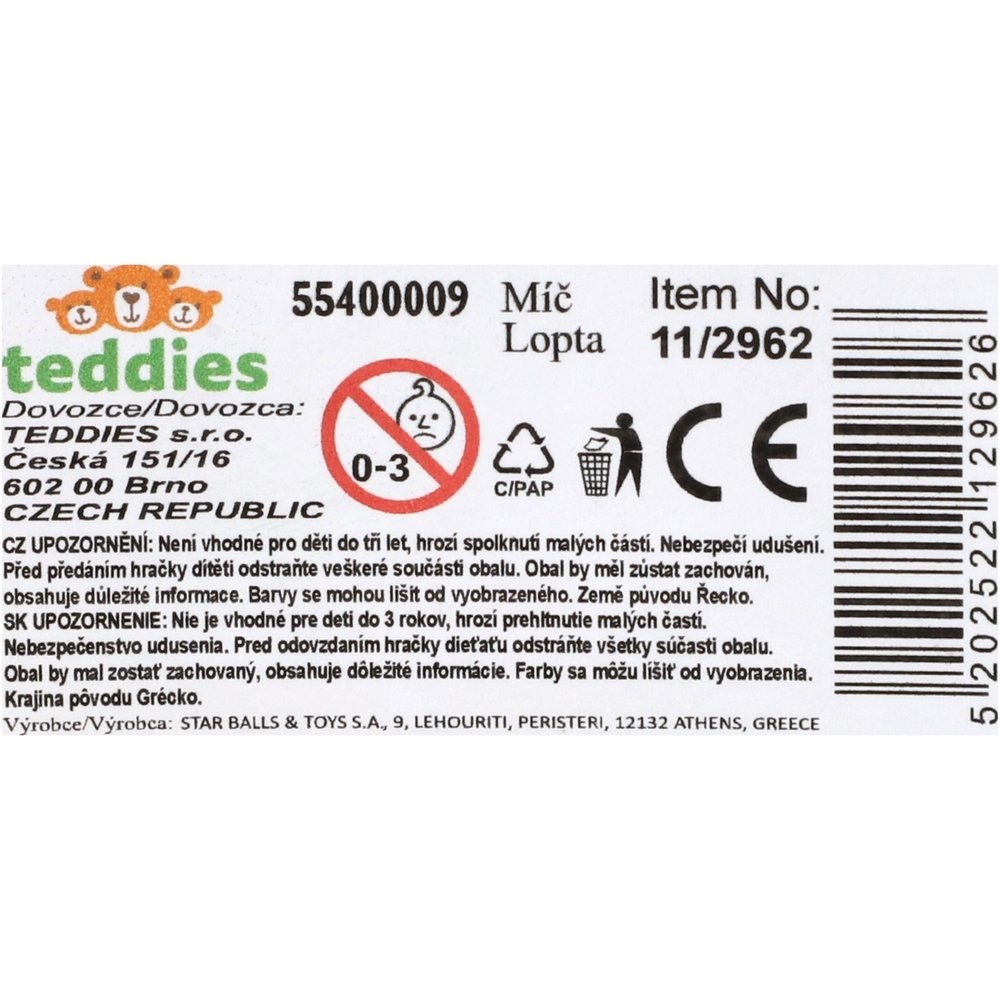 teddies
55400009
Míč
Lopta
Item No:
11/2962
Dovozce/Dovozca:
TEDDIES s.r.o.
Česká 151/16
602 00 Brno
CZECH REPUBLIC
0-3
C/PAP
CE
CZ UPOZORNĚNÍ: Není vhodné pro děti do tří let, hrozí spolknutí malých částí. Nebezpečí udušení.
Před předáním hračky dítěti odstraňte veškeré součásti obalu. Obal by měl zůstat zachován,
obsahuje důležité informace. Barvy se mohou lišit od vyobrazeného. Země původu Řecko.
SK UPOZORNENIE: Nie je vhodné pre deti do 3 rokov, hrozí prehltnutie malých častí.
Nebezpečenstvo udusenia. Pred odovzdaním hračky dieťaťu odstráňte všetky súčasti obalu.
Obal by mal zostať zachovaný, obsahuje dôležité informácie. Farby sa môžu líšiť od vyobrazenia.
Krajina pôvodu Grécko.
Výrobce/Výrobca: STAR BALLS & TOYS S.A., 9, LEHOURITI, PERISTERI, 12132 ATHENS, GREECE
5 202522 129626